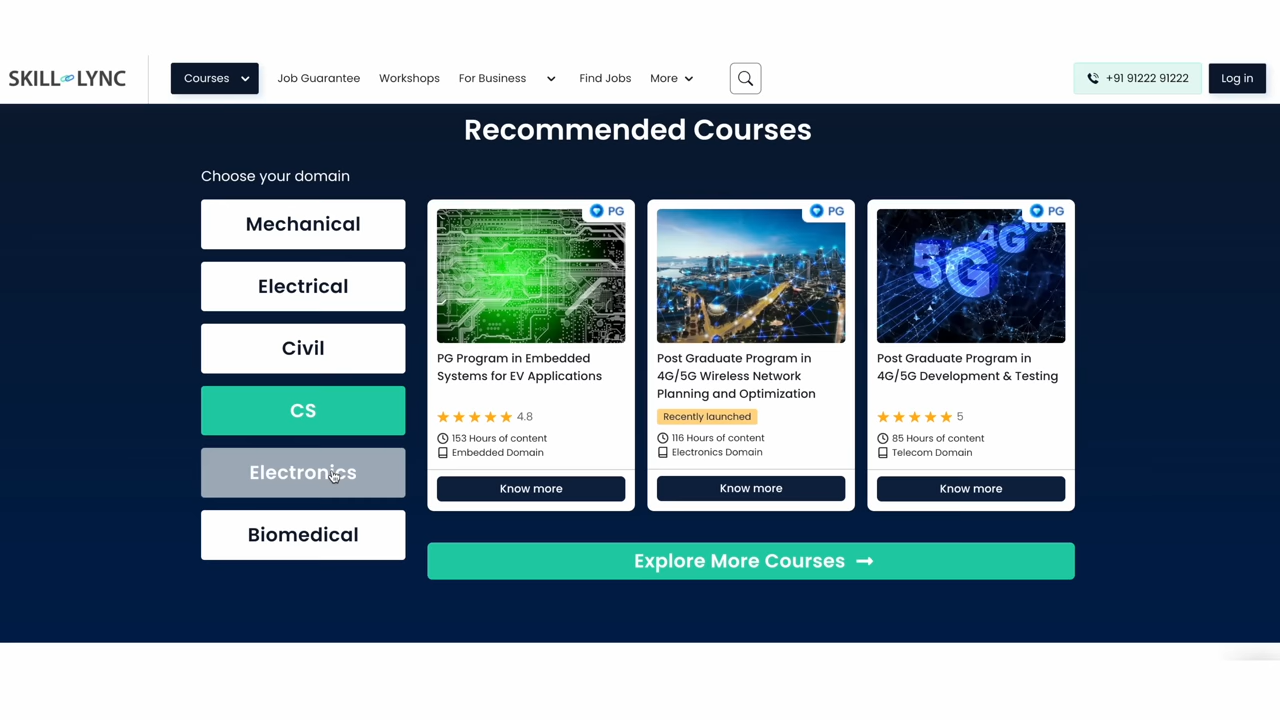 SKILL LYNC
Courses
Job Guarantee
Workshops
For Business
Find Jobs
More
+91 91222 91222
Log in
Recommended Courses
Choose your domain
Mechanical
Electrical
Civil
CS
Electronics
Biomedical
PG
PG Program in Embedded
Systems for EV Applications
4.8
153 Hours of content
Embedded Domain
Know more
PG
Post Graduate Program in
4G/5G Wireless Network
Planning and Optimization
Recently launched
116 Hours of content
Electronics Domain
Know more
PG
5G
4G
5G
Post Graduate Program in
4G/5G Development & Testing
5
85 Hours of content
Telecom Domain
Know more
Explore More Courses